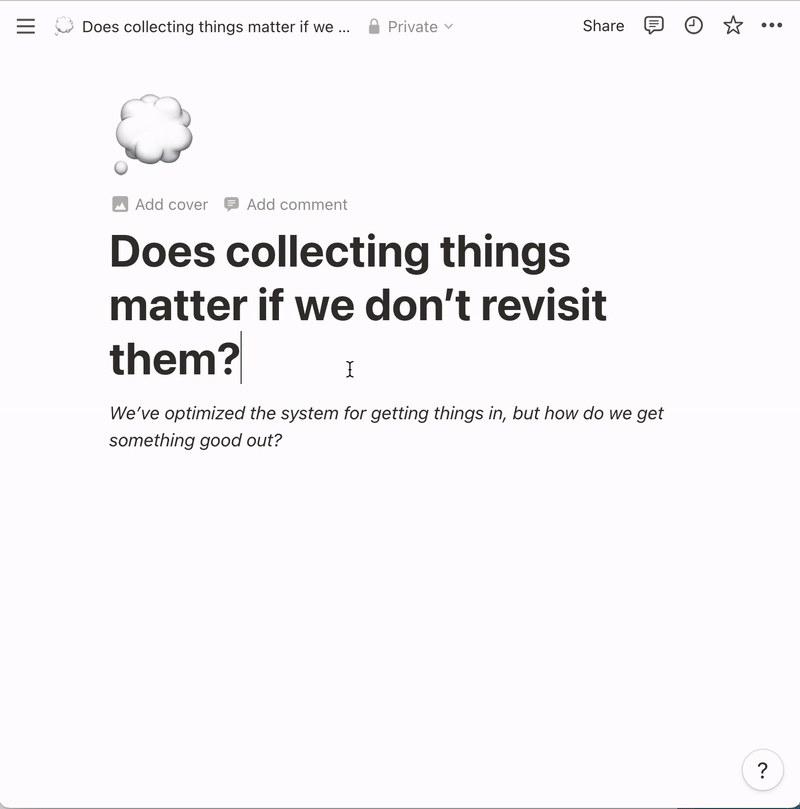 Does collecting things matter if we ... Private Share
Add cover Add comment
Does collecting things
matter if we don’t revisit
them?
We’ve optimized the system for getting things in, but how do we get
something good out?
?